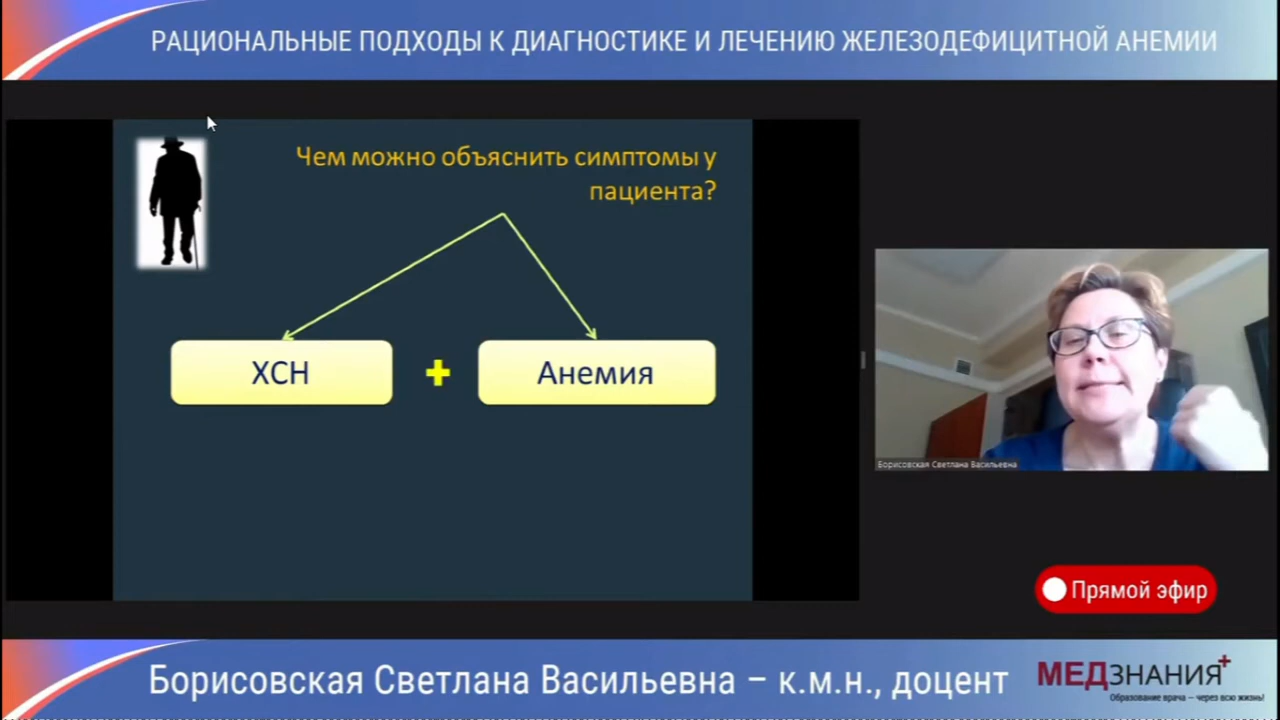 РАЦИОНАЛЬНЫЕ ПОДХОДЫ К ДИАГНОСТИКЕ И ЛЕЧЕНИЮ ЖЕЛЕЗОДЕФИЦИТНОЙ АНЕМИИ
Чем можно объяснить симптомы у
пациента?
ХСН
Анемия
Борисовская Светлана Васильевна
Прямой эфир
Борисовская Светлана Васильевна – к.м.н., доцент
МЕДЗНАНИЯ+
Образование врача – через всю жизнь!